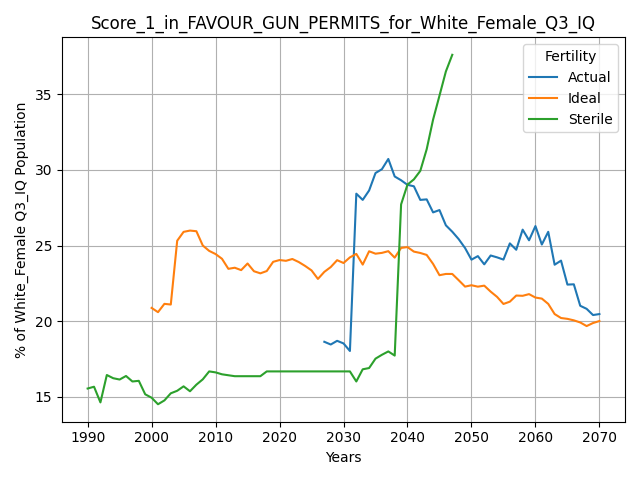 Score_1_in_FAVOUR_GUN_PERMITS_for_White_Female_Q3_IQ
Fertility
Actual
Ideal
Sterile
% of White_Female Q3_IQ Population
35
30
25
20
15
1990 2000 2010 2020 2030 2040 2050 2060 2070
Years